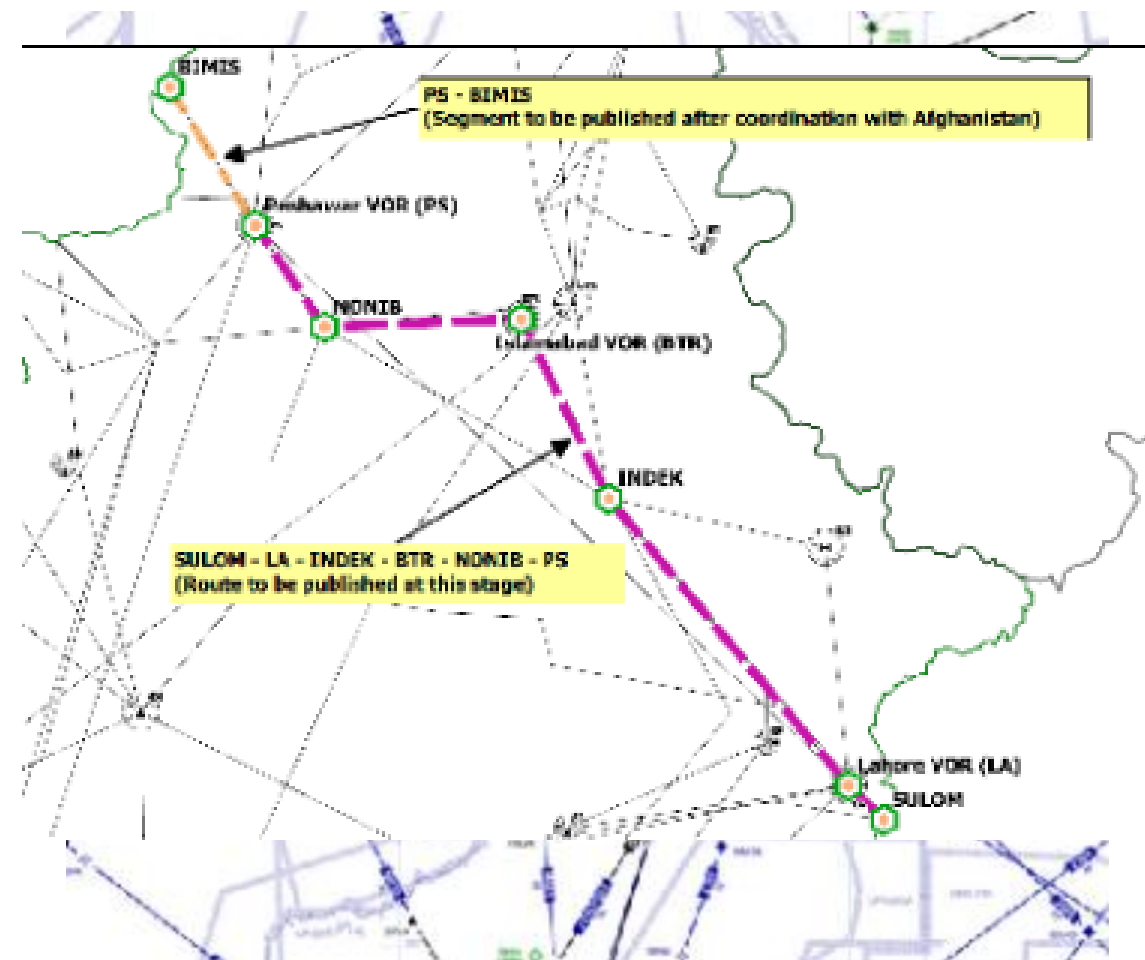 BIMIS
PS - BIMIS
(Segment to be published after coordination with Afghanistan)
Peshawar VOR (PS)
NONIB
Islamabad VOR (BTR)
INDEK
SULOM - LA - INDEK - BTR - NONIB - PS
(Route to be published at this stage)
Lahore VOR (LA)
SULOM